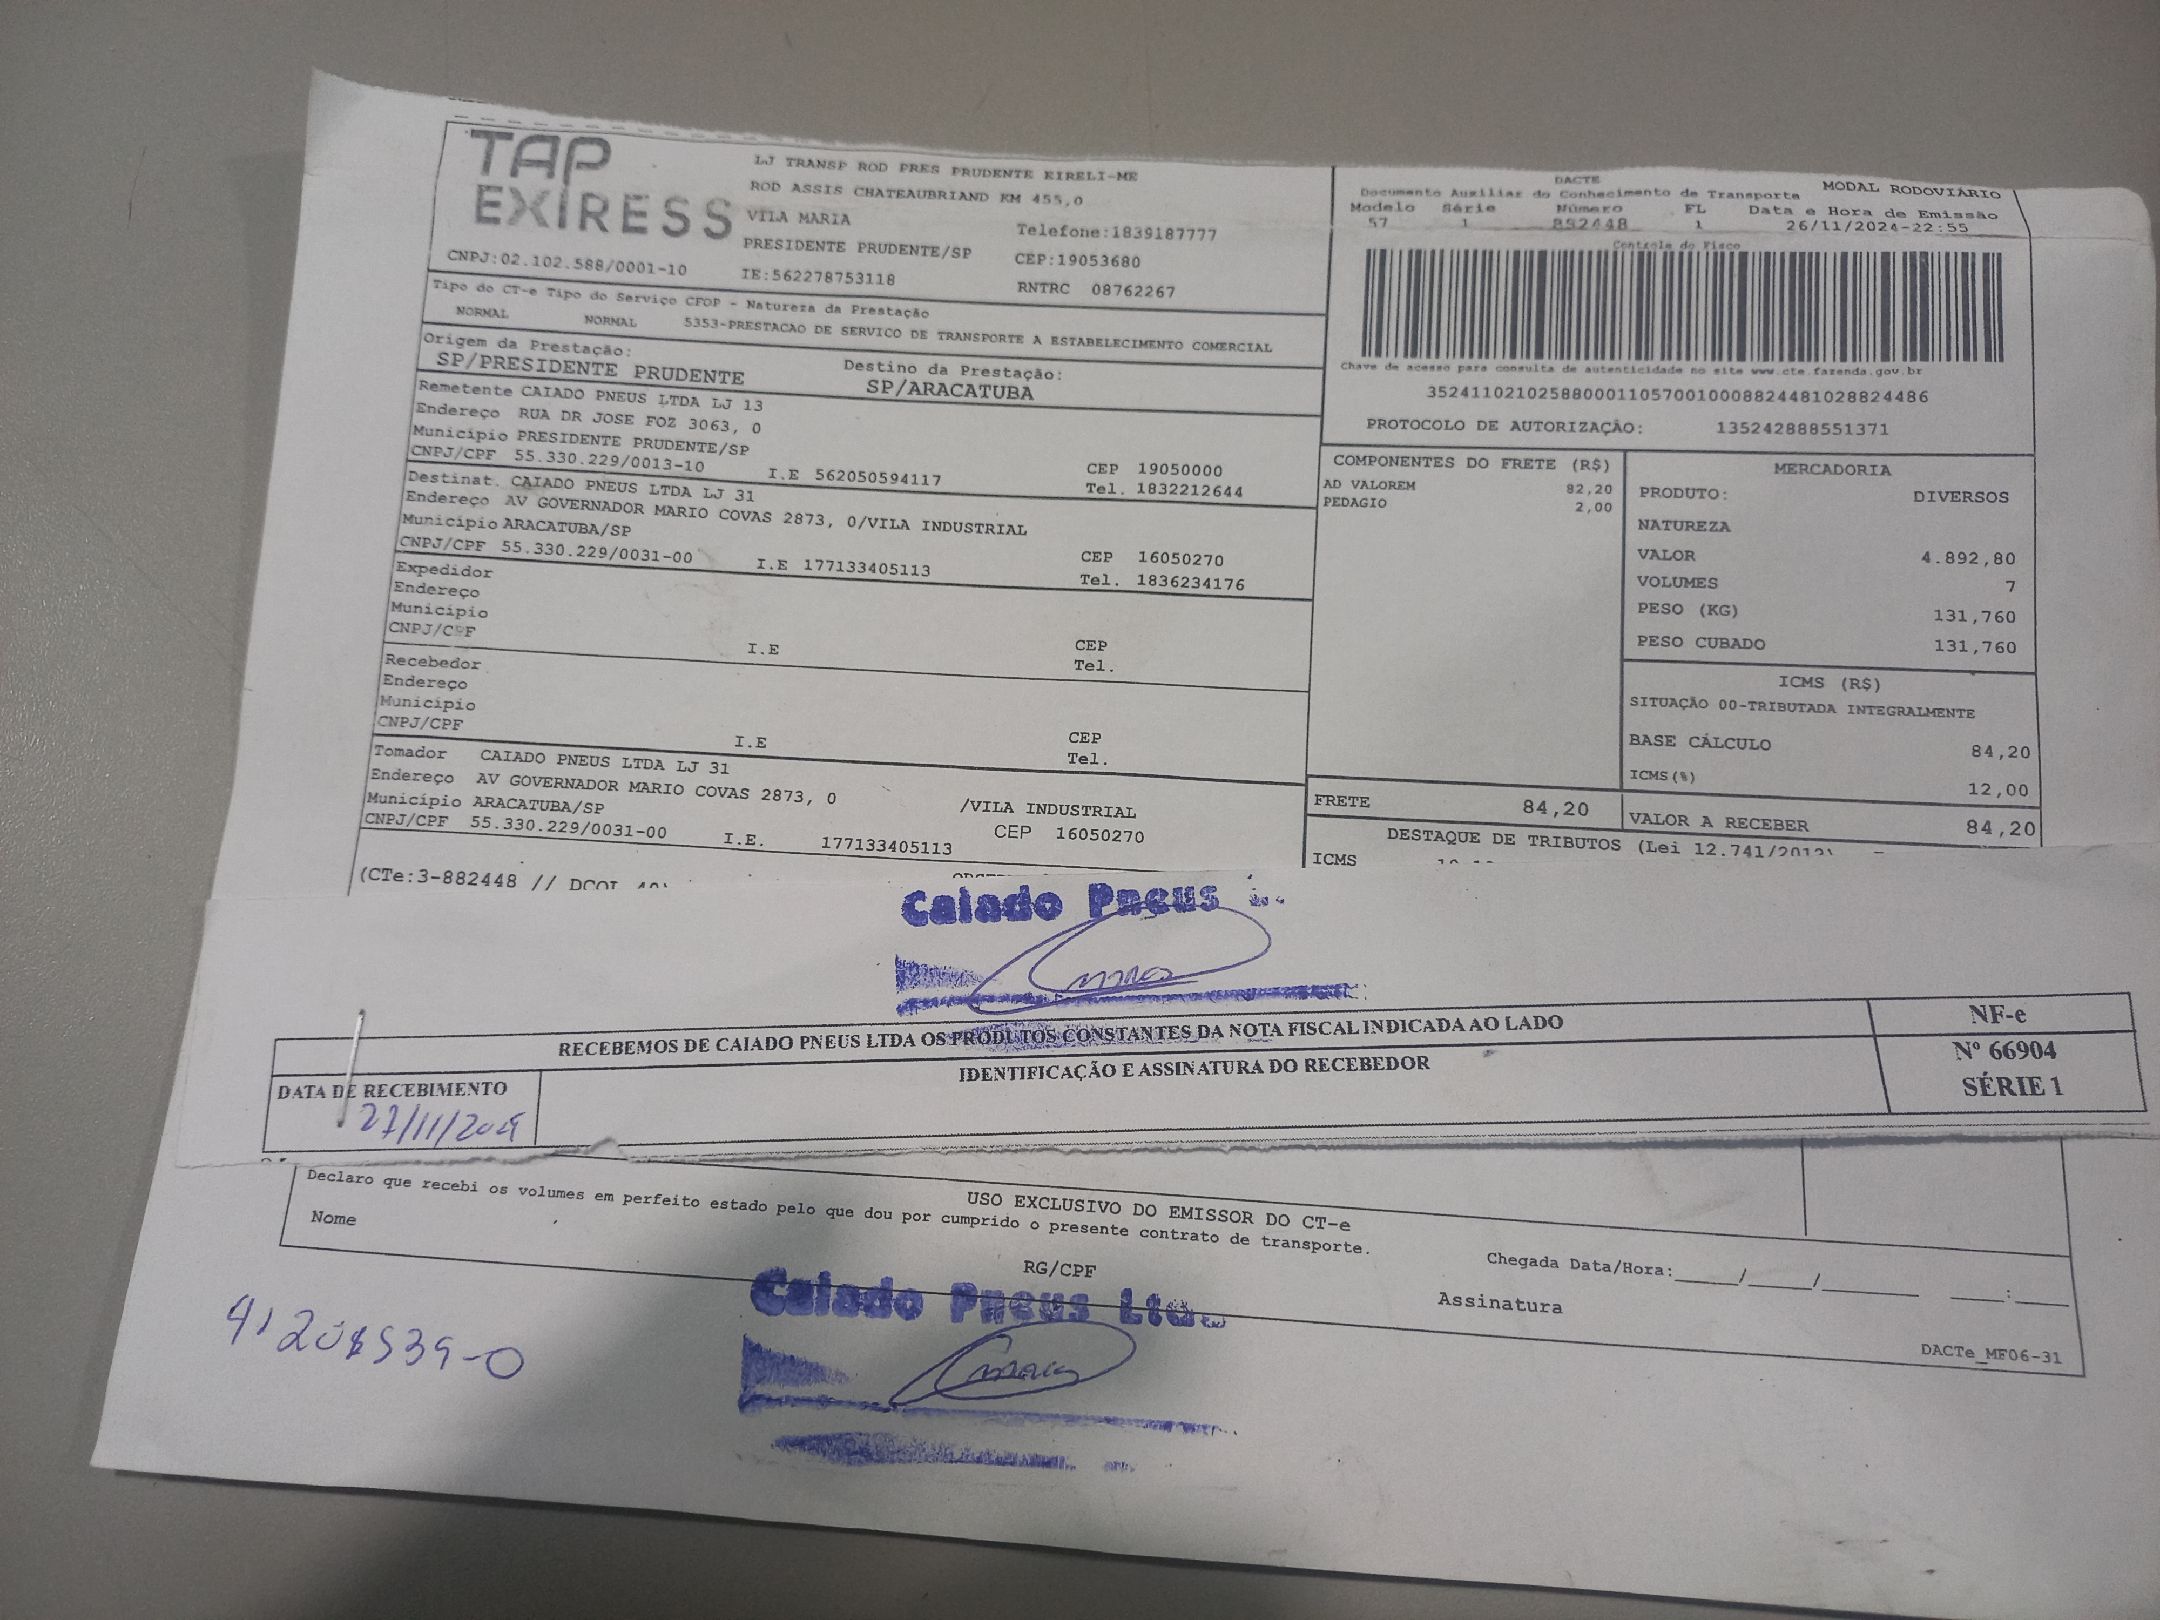 TAP
EXPRESS
LJ TRANSP ROD PRES PRUDENTE EIRELI-ME
ROD ASSIS CHATEAUBRIAND KM 455,0
VILA MARIA
Telefone:1839187777
PRESIDENTE PRUDENTE/SP
CEP:19053680
CNPJ:02.102.588/0001-10
IE:562278753118
RNTRC 08762267
DACTE
Documento Auxiliar do Conhecimento de Transporte
MODAL RODOVIÁRIO
Modelo Série Número FL Data e Hora de Emissão
57 1 882448 1 26/11/2024-22:55
Controle do Fisco
Chave de acesso para consulta de autenticidade no site www.cte.fazenda.gov.br
35241102102588000110570010008824481028824486
PROTOCOLO DE AUTORIZAÇÃO: 135242888551371
Tipo do CT-e Tipo do Serviço CFOP - Natureza da Prestação
NORMAL NORMAL 5353-PRESTACAO DE SERVICO DE TRANSPORTE A ESTABELECIMENTO COMERCIAL
Origem da Prestação: Destino da Prestação:
SP/PRESIDENTE PRUDENTE SP/ARACATUBA
Remetente CAIADO PNEUS LTDA LJ 13
Endereço RUA DR JOSE FOZ 3063, 0
Município PRESIDENTE PRUDENTE/SP CEP 19050000
CNPJ/CPF 55.330.229/0013-10 I.E 562050594117 Tel. 1832212644
Destinat. CAIADO PNEUS LTDA LJ 31
Endereço AV GOVERNADOR MARIO COVAS 2873, 0/VILA INDUSTRIAL
Município ARACATUBA/SP CEP 16050270
CNPJ/CPF 55.330.229/0031-00 I.E 177133405113 Tel. 1836234176
Expedidor
Endereço
Município CEP
CNPJ/CPF I.E Tel.
Recebedor
Endereço
Município CEP
CNPJ/CPF I.E Tel.
Tomador CAIADO PNEUS LTDA LJ 31
Endereço AV GOVERNADOR MARIO COVAS 2873, 0 /VILA INDUSTRIAL
Município ARACATUBA/SP CEP 16050270
CNPJ/CPF 55.330.229/0031-00 I.E. 177133405113
COMPONENTES DO FRETE (R$)
AD VALOREM 82,20
PEDAGIO 2,00
MERCADORIA
PRODUTO: DIVERSOS
NATUREZA
VALOR 4.892,80
VOLUMES 7
PESO (KG) 131,760
PESO CUBADO 131,760
ICMS (R$)
SITUAÇÃO 00-TRIBUTADA INTEGRALMENTE
BASE CÁLCULO 84,20
ICMS(%) 12,00
FRETE 84,20
VALOR A RECEBER 84,20
DESTAQUE DE TRIBUTOS (Lei 12.741/2012)
ICMS
(CTe:3-882448 //
Caiado Pneus
RECEBEMOS DE CAIADO PNEUS LTDA OS PRODUTOS CONSTANTES DA NOTA FISCAL INDICADA AO LADO
NF-e
Nº 66904
SÉRIE 1
DATA DE RECEBIMENTO
IDENTIFICAÇÃO E ASSINATURA DO RECEBEDOR
27/11/2024
USO EXCLUSIVO DO EMISSOR DO CT-e
Declaro que recebi os volumes em perfeito estado pelo que dou por cumprido o presente contrato de transporte.
Nome
RG/CPF
Chegada Data/Hora:_____/_____/_______ ____:____
Assinatura
DACTe_MF06-31
Caiado Pneus Ltda.